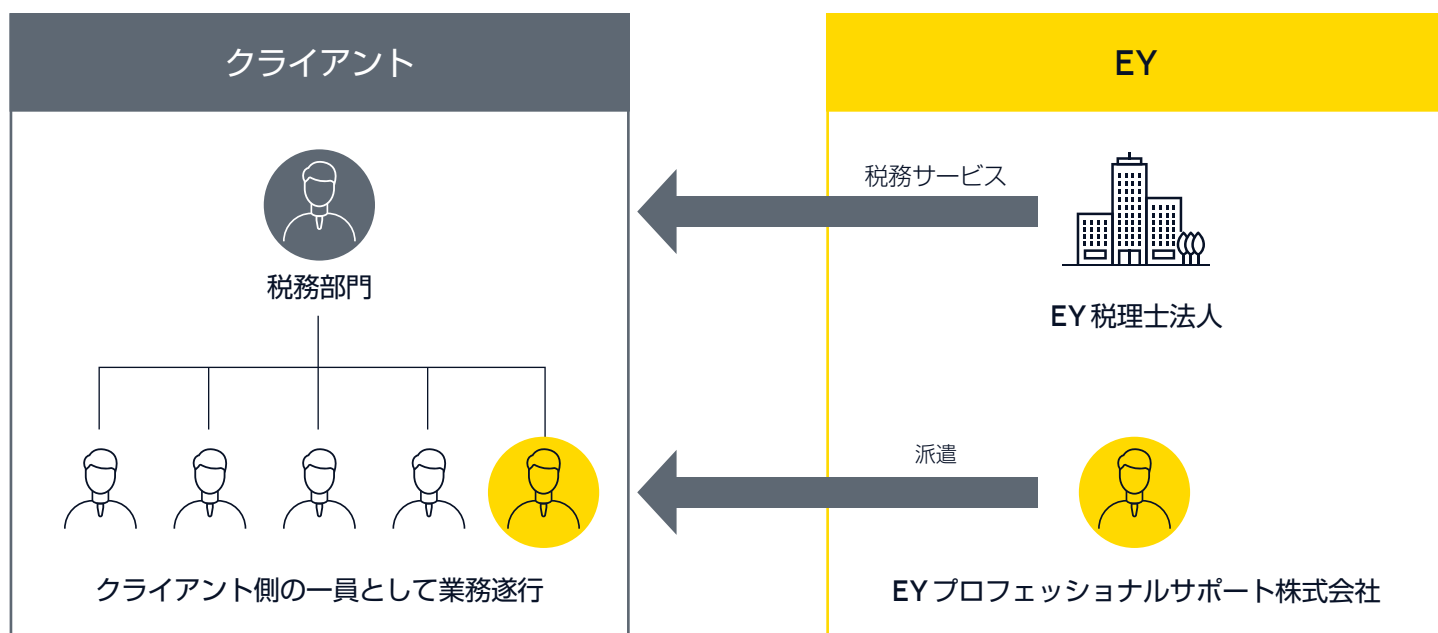 クライアント
EY
税務サービス
税務部門
EY 税理士法人
派遣
クライアント側の一員として業務遂行
EY プロフェッショナルサポート株式会社